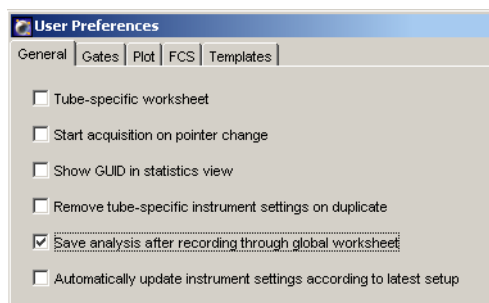 User Preferences
General Gates Plot FCS Templates
Tube-specific worksheet
Start acquisition on pointer change
Show GUID in statistics view
Remove tube-specific instrument settings on duplicate
Save analysis after recording through global worksheet
Automatically update instrument settings according to latest setup